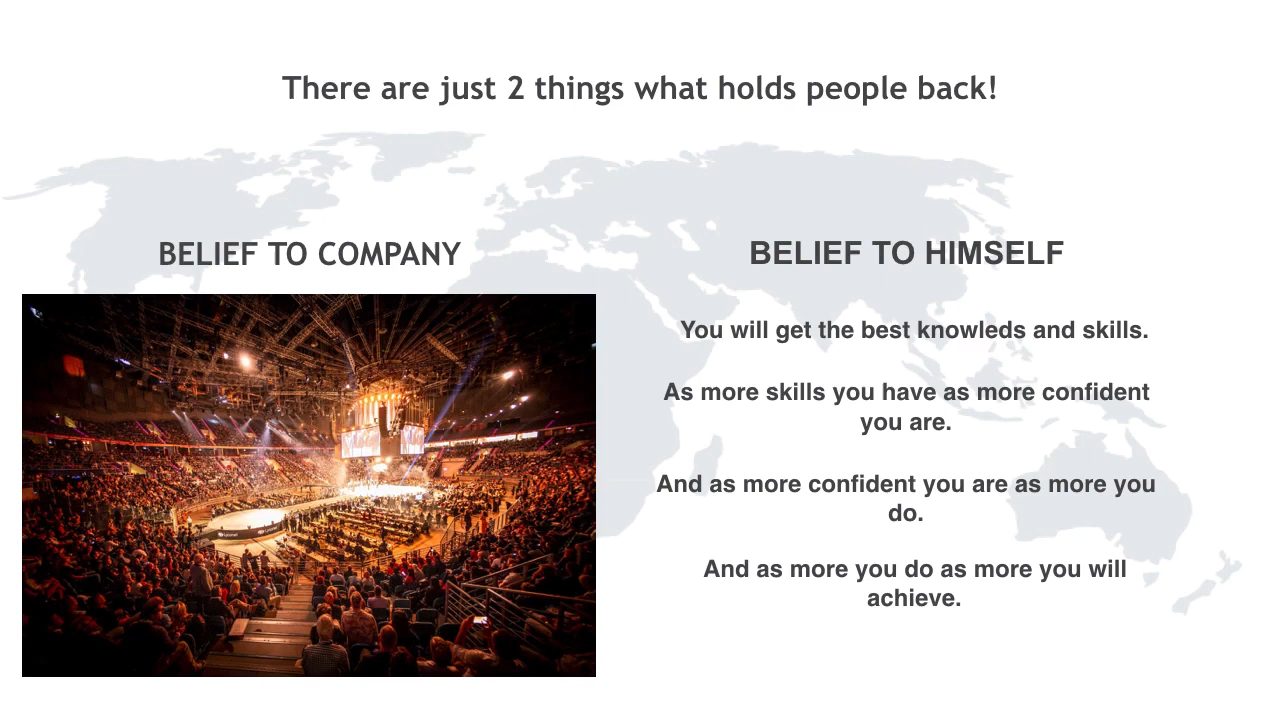 There are just 2 things what holds people back!
BELIEF TO COMPANY
BELIEF TO HIMSELF
You will get the best knowleds and skills.
As more skills you have as more confident
you are.
And as more confident you are as more you
do.
And as more you do as more you will
achieve.